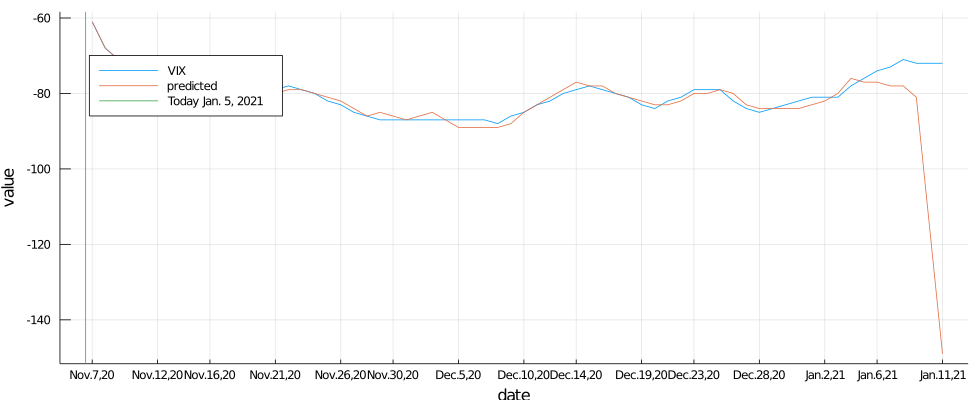 -60
-80
-100
-120
-140
value
VIX
predicted
Today Jan. 5, 2021
Nov.7,20 Nov.12,20 Nov.16,20 Nov.21,20 Nov.26,20 Nov.30,20 Dec.5,20 Dec.10,20 Dec.14,20 Dec.19,20 Dec.23,20 Dec.28,20 Jan.2,21 Jan.6,21 Jan.11,21
date